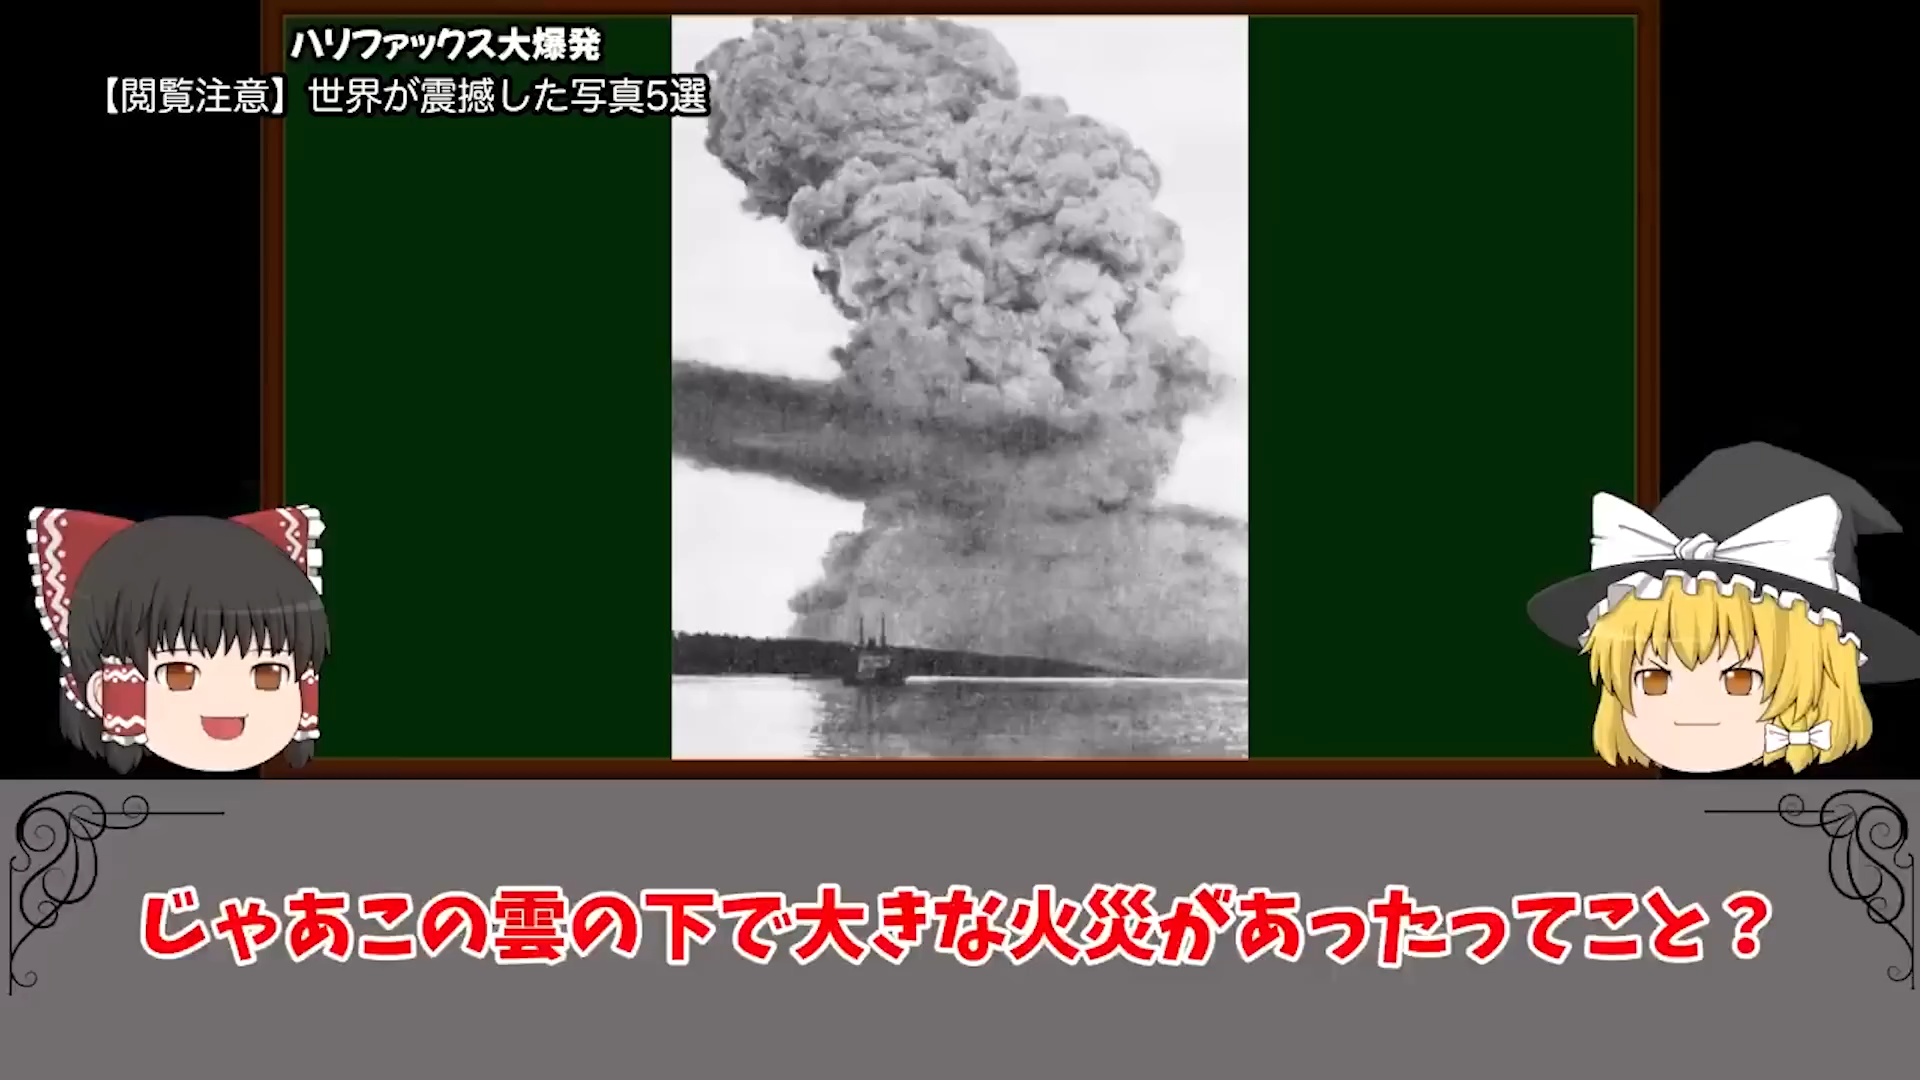 ハリファックス大爆発
【閲覧注意】世界が震撼した写真5選
じゃあこの雲の下で大きな火災があったってこと？